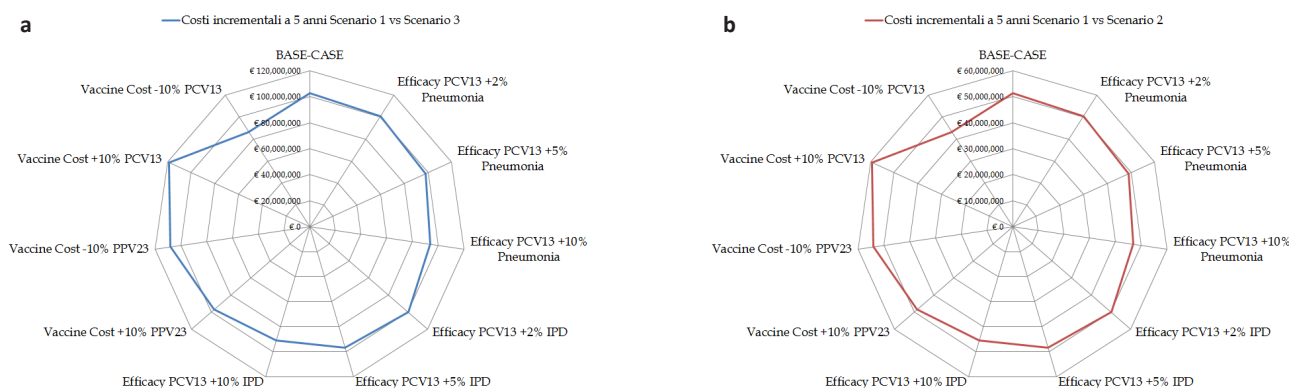 a
Costi incrementali a 5 anni Scenario 1 vs Scenario 3
BASE-CASE
€ 120,000,000
€ 100,000,000
€ 80,000,000
€ 60,000,000
€ 40,000,000
€ 20,000,000
€ 0
Efficacy PCV13 +2%
Pneumonia
Efficacy PCV13 +5%
Pneumonia
Efficacy PCV13 +10%
Pneumonia
Efficacy PCV13 +2% IPD
Efficacy PCV13 +5% IPD
Efficacy PCV13 +10% IPD
Vaccine Cost +10% PPV23
Vaccine Cost -10% PPV23
Vaccine Cost +10% PCV13
Vaccine Cost -10% PCV13
b
Costi incrementali a 5 anni Scenario 1 vs Scenario 2
BASE-CASE
€ 60,000,000
€ 50,000,000
€ 40,000,000
€ 30,000,000
€ 20,000,000
€ 10,000,000
€ 0
Efficacy PCV13 +2%
Pneumonia
Efficacy PCV13 +5%
Pneumonia
Efficacy PCV13 +10%
Pneumonia
Efficacy PCV13 +2% IPD
Efficacy PCV13 +5% IPD
Efficacy PCV13 +10% IPD
Vaccine Cost +10% PPV23
Vaccine Cost -10% PPV23
Vaccine Cost +10% PCV13
Vaccine Cost -10% PCV13